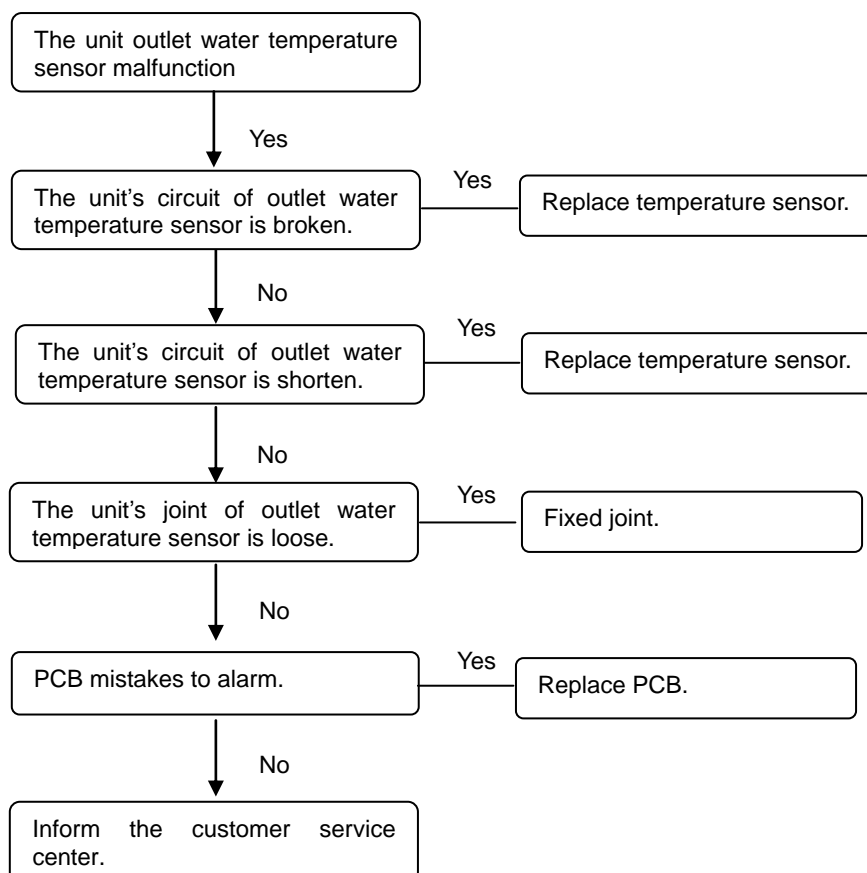 The unit outlet water temperature
sensor malfunction
Yes
The unit's circuit of outlet water
temperature sensor is broken.
Yes
Replace temperature sensor.
No
The unit's circuit of outlet water
temperature sensor is shorten.
Yes
Replace temperature sensor.
No
The unit's joint of outlet water
temperature sensor is loose.
Yes
Fixed joint.
No
PCB mistakes to alarm.
Yes
Replace PCB.
No
Inform the customer service
center.